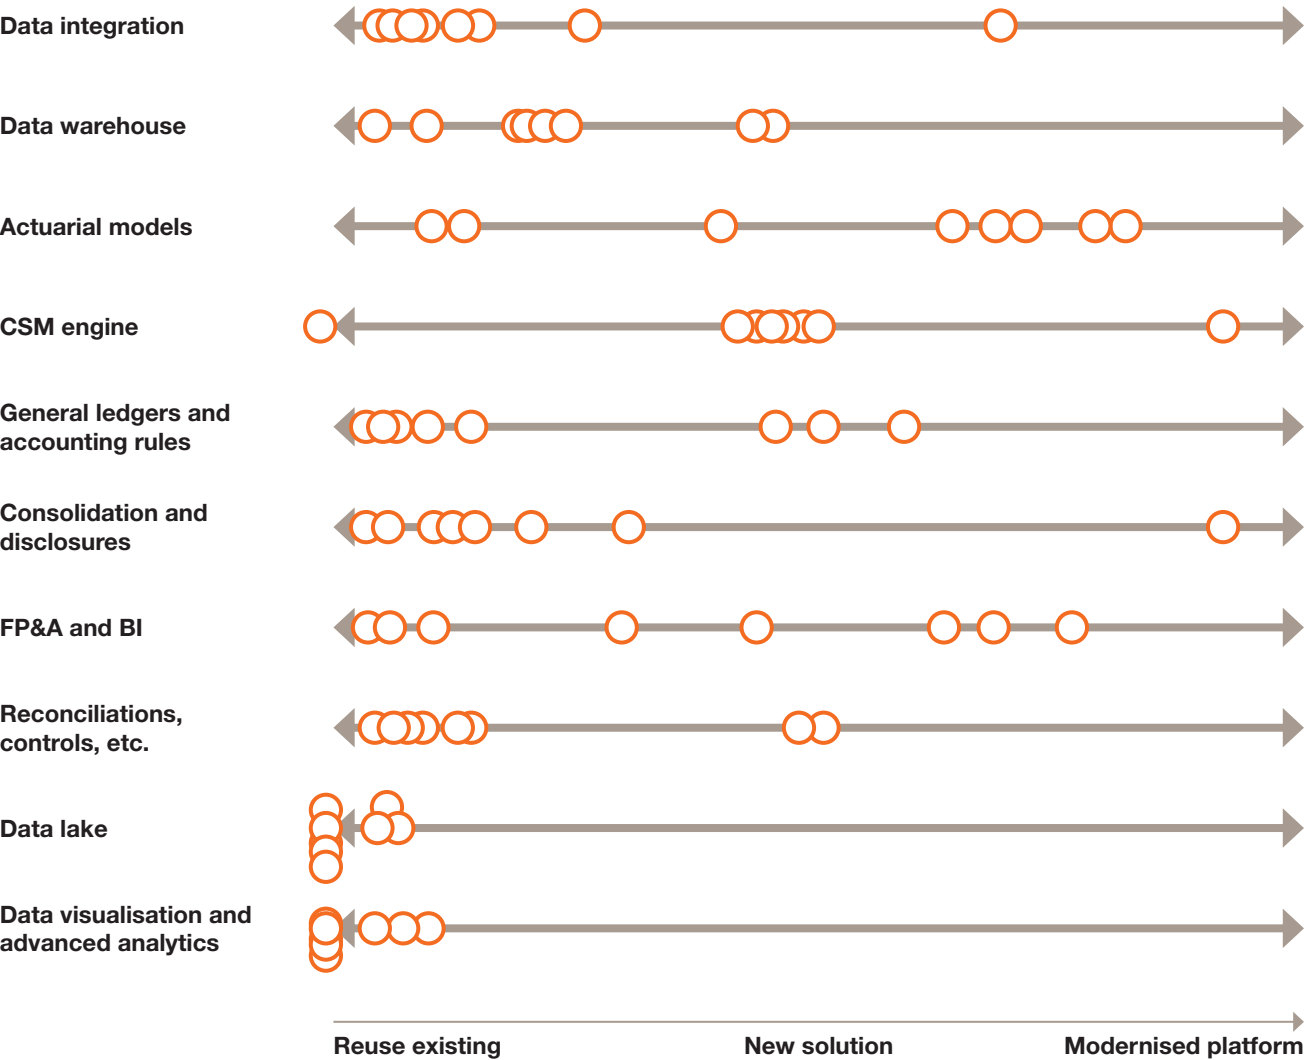 Data integration
Data warehouse
Actuarial models
CSM engine
General ledgers and
accounting rules
Consolidation and
disclosures
FP&A and BI
Reconciliations,
controls, etc.
Data lake
Data visualisation and
advanced analytics
Reuse existing New solution Modernised platform